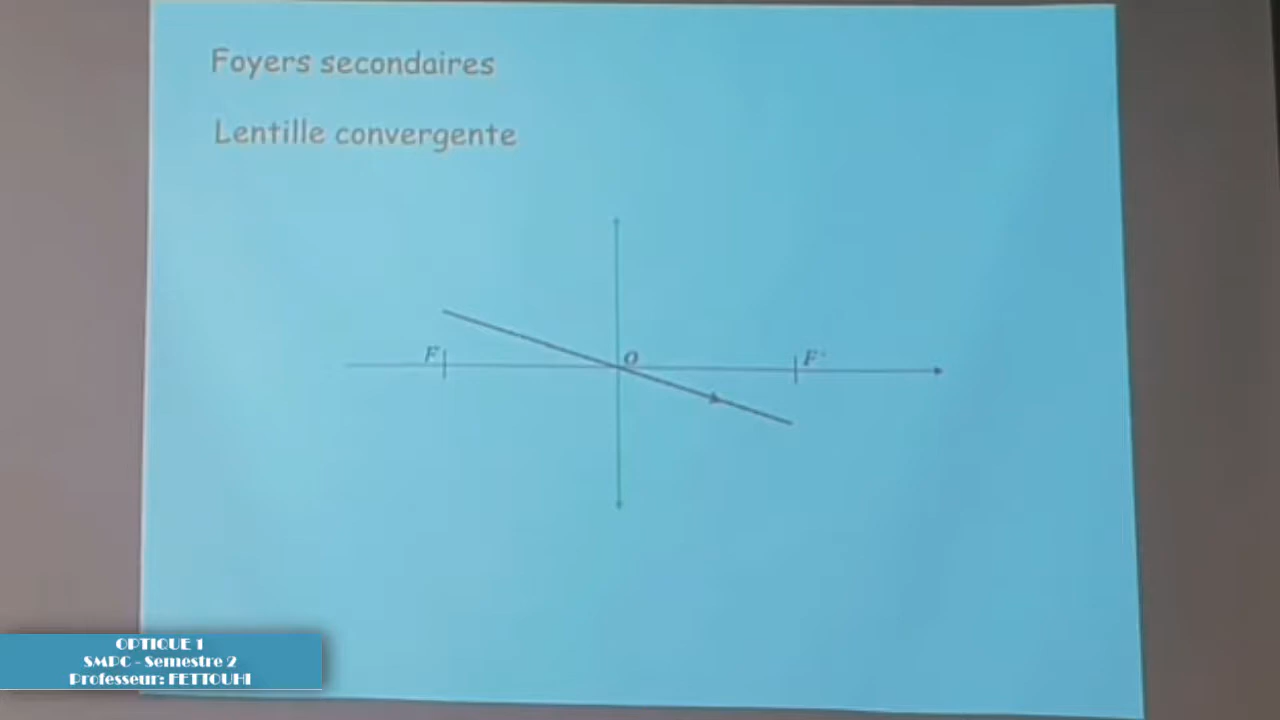 Foyers secondaires
Lentille convergente
F
O
F'
OPTIQUE 1
SMPC - Semestre 2
Professeur: FETTOUHI